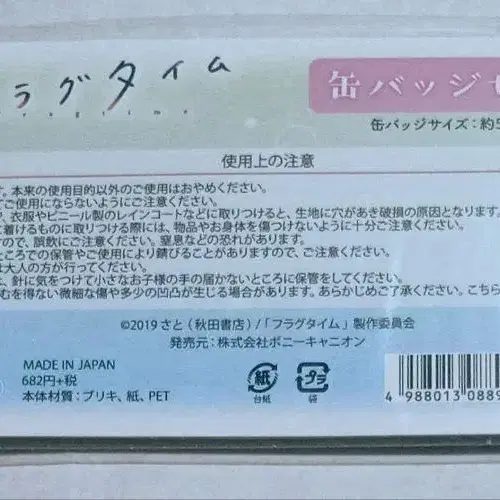 ラグタイム
ragtime
缶バッジセ
缶バッジサイズ：約5
使用上の注意
す。本来の使用目的以外のご使用はおやめください。
てご使用にならないようにご注意ください。
、衣服やビニール製のレインコートなどに取りつけると、生地に穴があき破損の原因となります。
に着けるものに取りつける際には、物品やお身体を傷つけないように十分ご注意ください。
すので、誤飲にご注意ください。窒息などの恐れがあります。
ところでの保管やご使用により錆びることがありますので、ご注意ください。
は大人の方が行ってください。
は、針に気をつけて小さなお子様の手の届かないところに保管をしてください。
むを得ない微細な傷や多少の凹凸が生じる場合があります。あらかじめご了承ください。こちら
©2019 さと（秋田書店）/「フラグタイム」製作委員会
発売元：株式会社ポニーキャニオン
MADE IN JAPAN
682円+税
本体材質：ブリキ、紙、PET
紙
台紙
プラ
袋
4 988013 0889